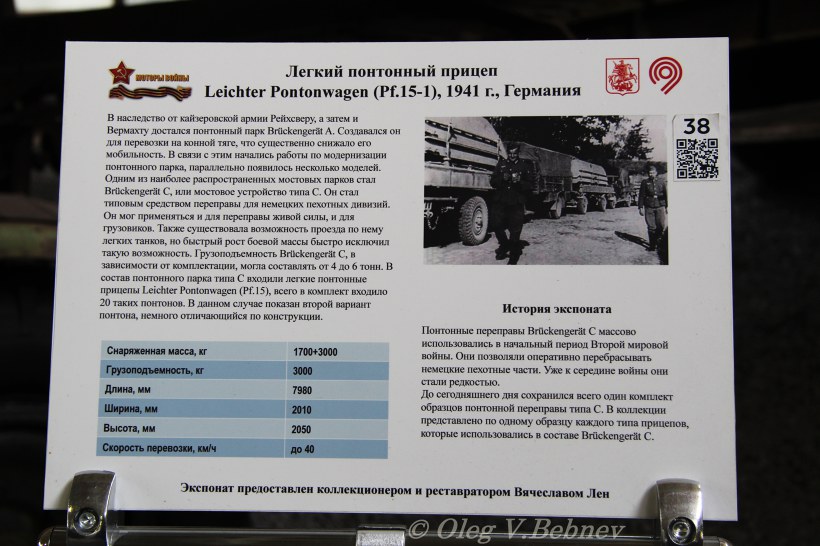 МОТОРЫ ВОЙНЫ
Легкий понтонный прицеп
Leichter Pontonwagen (Pf.15-1), 1941 г., Германия
38
В наследство от кайзеровской армии Рейхсверу, а затем и
Вермахту достался понтонный парк Brückengerät A. Создавался он
для перевозки на конной тяге, что существенно снижало его
мобильность. В связи с этим начались работы по модернизации
понтонного парка, параллельно появилось несколько моделей.
Одним из наиболее распространенных мостовых парков стал
Brückengerät C, или мостовое устройство типа С. Он стал
типовым средством переправы для немецких пехотных дивизий.
Он мог применяться и для переправы живой силы, и для
грузовиков. Также существовала возможность проезда по нему
легких танков, но быстрый рост боевой массы быстро исключил
такую возможность. Грузоподъемность Brückengerät C, в
зависимости от комплектации, могла составлять от 4 до 6 тонн. В
состав понтонного парка типа С входили легкие понтонные
прицепы Leichter Pontonwagen (Pf.15), всего в комплект входило
20 таких понтонов. В данном случае показан второй вариант
понтона, немного отличающийся по конструкции.
Снаряженная масса, кг 1700+3000
Грузоподъемность, кг 3000
Длина, мм 7980
Ширина, мм 2010
Высота, мм 2050
Скорость перевозки, км/ч до 40
История экспоната
Понтонные переправы Brückengerät C массово
использовались в начальный период Второй мировой
войны. Они позволяли оперативно перебрасывать
немецкие пехотные части. Уже к середине войны они
стали редкостью.
До сегодняшнего дня сохранился всего один комплект
образцов понтонной переправы типа С. В коллекции
представлено по одному образцу каждого типа прицепов,
которые использовались в составе Brückengerät C.
Экспонат предоставлен коллекционером и реставратором Вячеславом Лен
© Oleg V.Bebnev